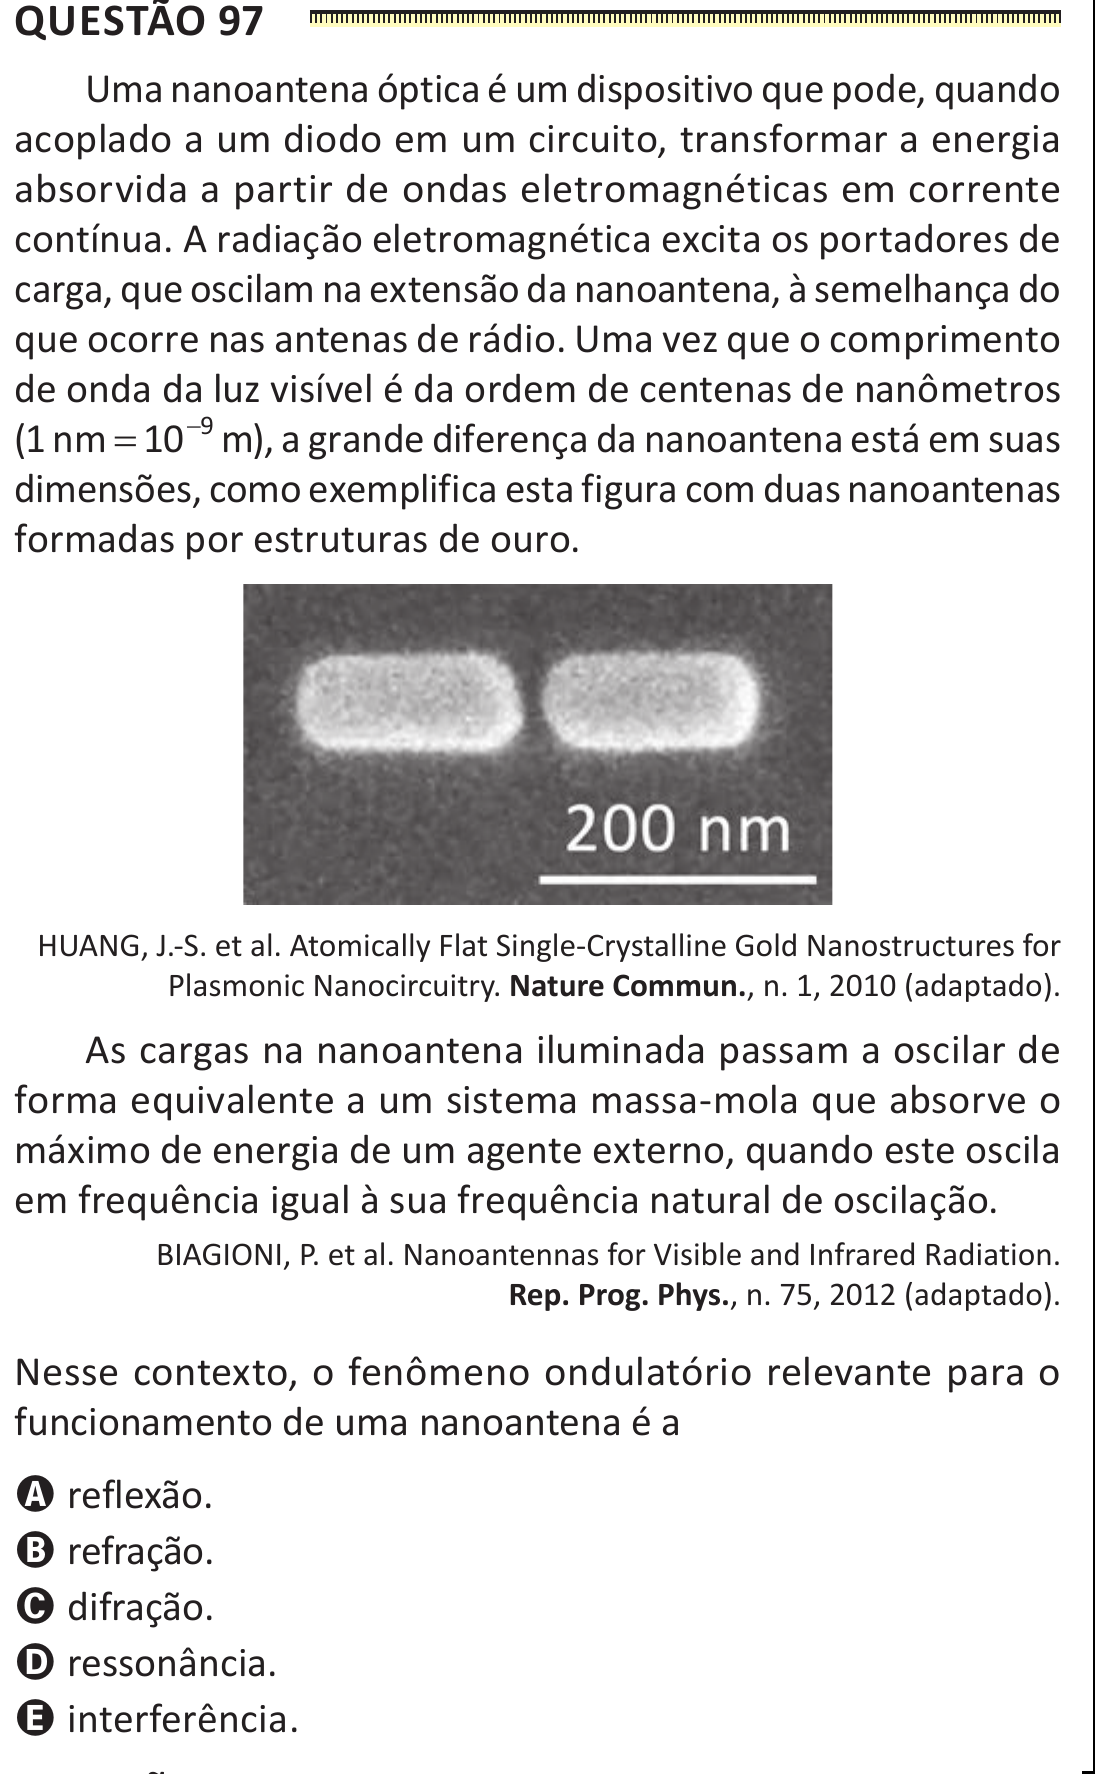 QUESTÃO 97
Uma nanoantena óptica é um dispositivo que pode, quando
acoplado a um diodo em um circuito, transformar a energia
absorvida a partir de ondas eletromagnéticas em corrente
contínua. A radiação eletromagnética excita os portadores de
carga, que oscilam na extensão da nanoantena, à semelhança do
que ocorre nas antenas de rádio. Uma vez que o comprimento
de onda da luz visível é da ordem de centenas de nanômetros
(1 nm = 10⁻⁹ m), a grande diferença da nanoantena está em suas
dimensões, como exemplifica esta figura com duas nanoantenas
formadas por estruturas de ouro.
200 nm
HUANG, J.-S. et al. Atomically Flat Single-Crystalline Gold Nanostructures for
Plasmonic Nanocircuitry. Nature Commun., n. 1, 2010 (adaptado).
As cargas na nanoantena iluminada passam a oscilar de
forma equivalente a um sistema massa-mola que absorve o
máximo de energia de um agente externo, quando este oscila
em frequência igual à sua frequência natural de oscilação.
BIAGIONI, P. et al. Nanoantennas for Visible and Infrared Radiation.
Rep. Prog. Phys., n. 75, 2012 (adaptado).
Nesse contexto, o fenômeno ondulatório relevante para o
funcionamento de uma nanoantena é a
A reflexão.
B refração.
C difração.
D ressonância.
E interferência.